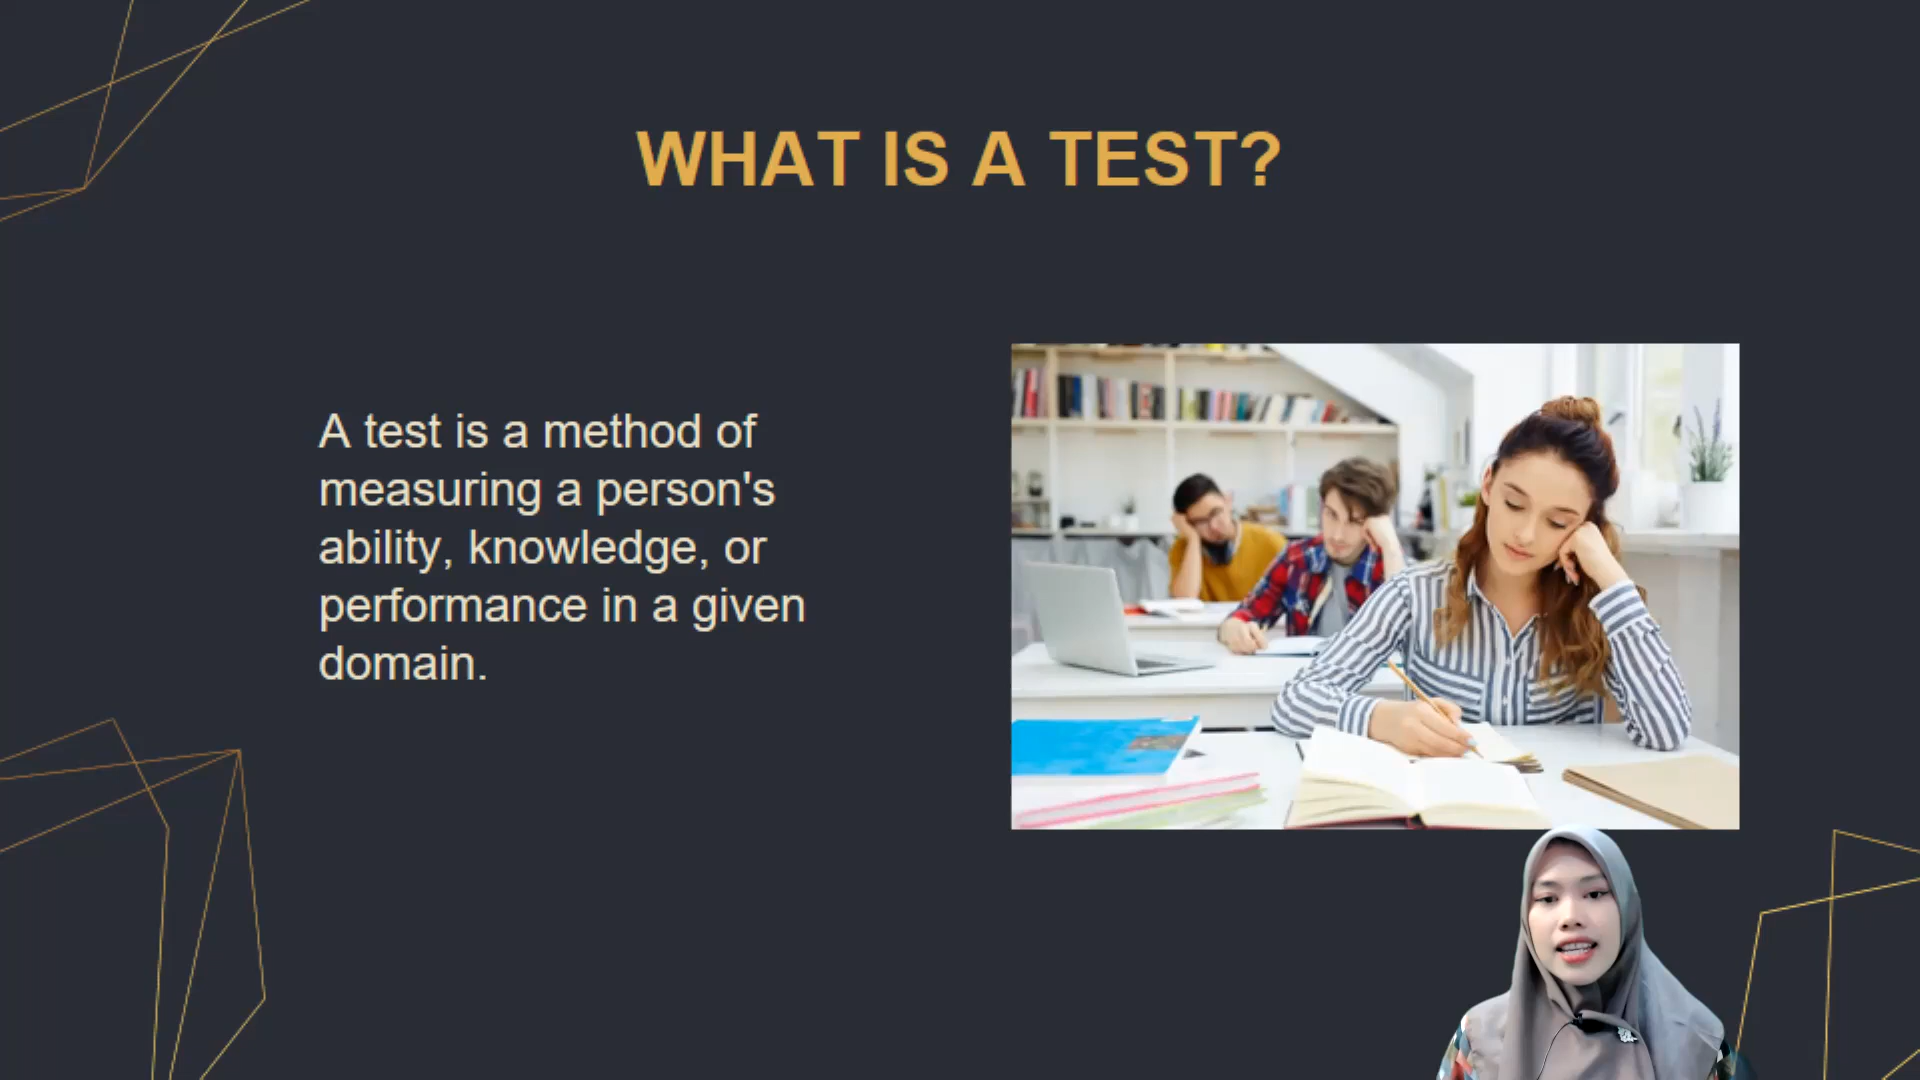 WHAT IS A TEST?
A test is a method of
measuring a person's
ability, knowledge, or
performance in a given
domain.